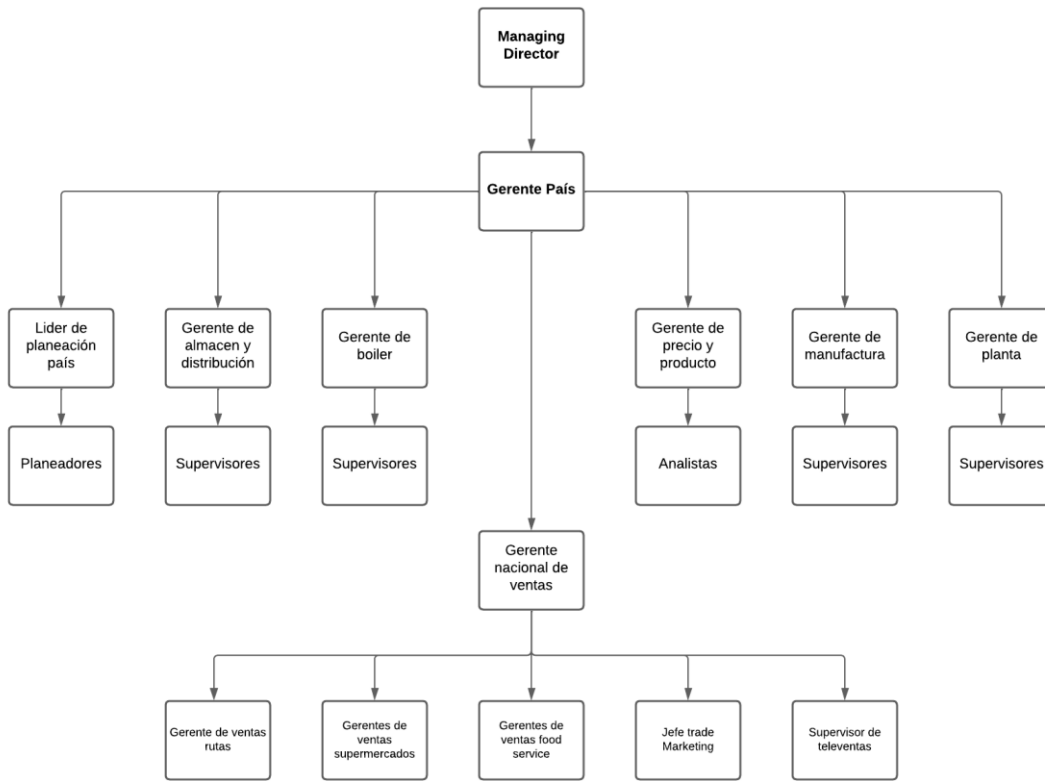 Managing
Director
Gerente País
Lider de
planeación
país
Gerente de
almacen y
distribución
Gerente de
boiler
Gerente de
precio y
producto
Gerente de
manufactura
Gerente de
planta
Planeadores
Supervisores
Supervisores
Analistas
Supervisores
Supervisores
Gerente
nacional de
ventas
Gerente de ventas
rutas
Gerentes de
ventas
supermercados
Gerentes de
ventas food
service
Jefe trade
Marketing
Supervisor de
televentas